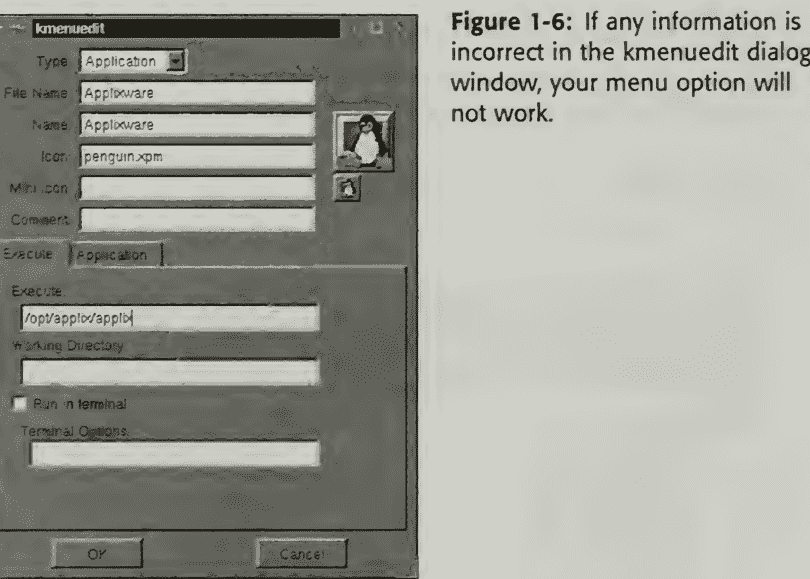 kmenuedit
Type Application
File Name Applixware
Name Applixware
Icon penguin.xpm
Mini Icon
Comment
Execute Application
Execute
/opt/applix/applix
Working Directory
Run in terminal
Terminal Options
OK Cancel
Figure 1-6: If any information is
incorrect in the kmenuedit dialog
window, your menu option will
not work.